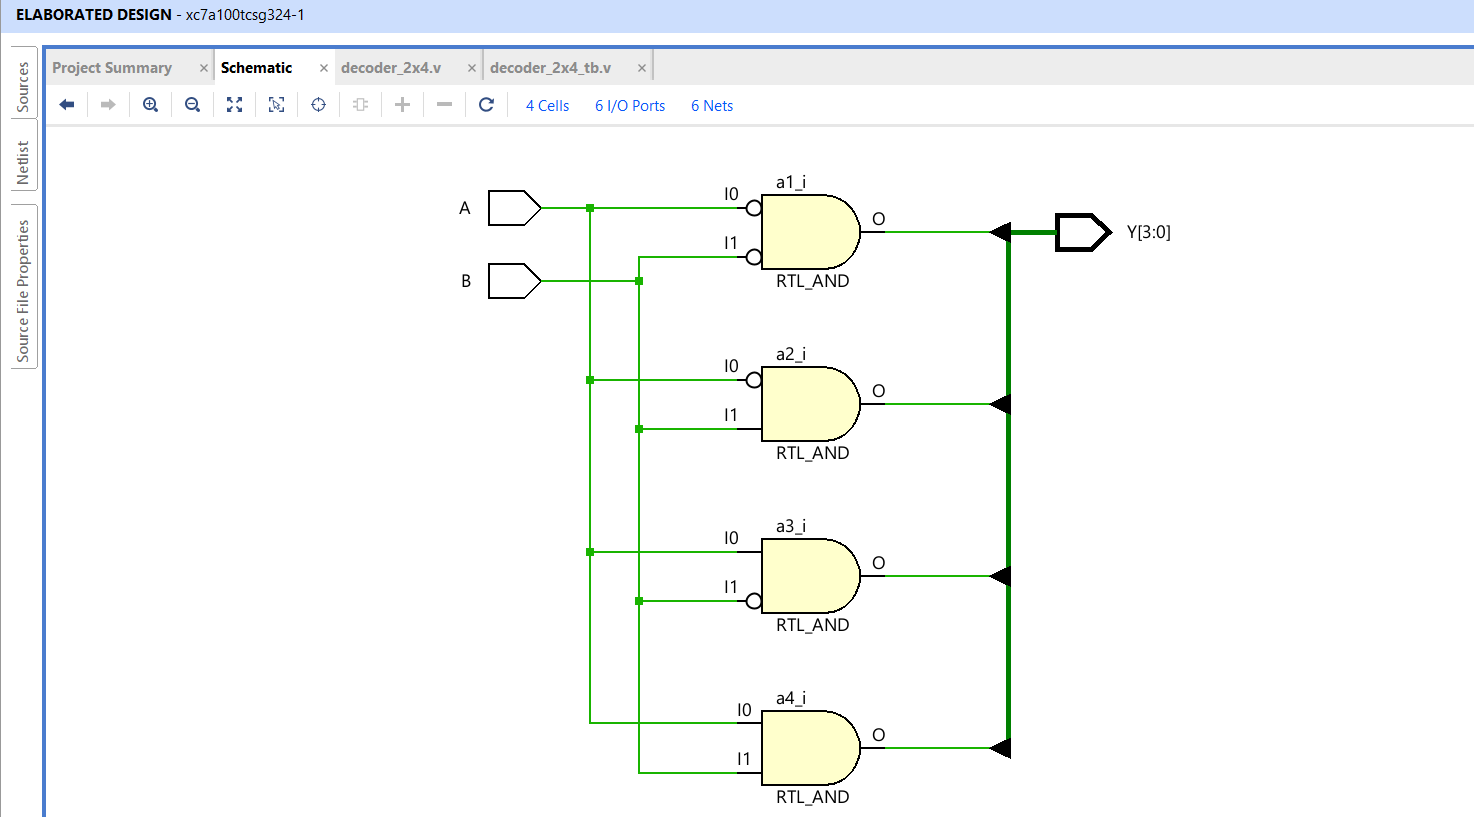 ELABORATED DESIGN - xc7a100tcsg324-1
Sources
Netlist
Source File Properties
Project Summary × Schematic × decoder_2x4.v × decoder_2x4_tb.v ×
4 Cells 6 I/O Ports 6 Nets
A
B
I0
I1
a1_i
RTL_AND
O
Y[3:0]
I0
I1
a2_i
RTL_AND
O
I0
I1
a3_i
RTL_AND
O
I0
I1
a4_i
RTL_AND
O